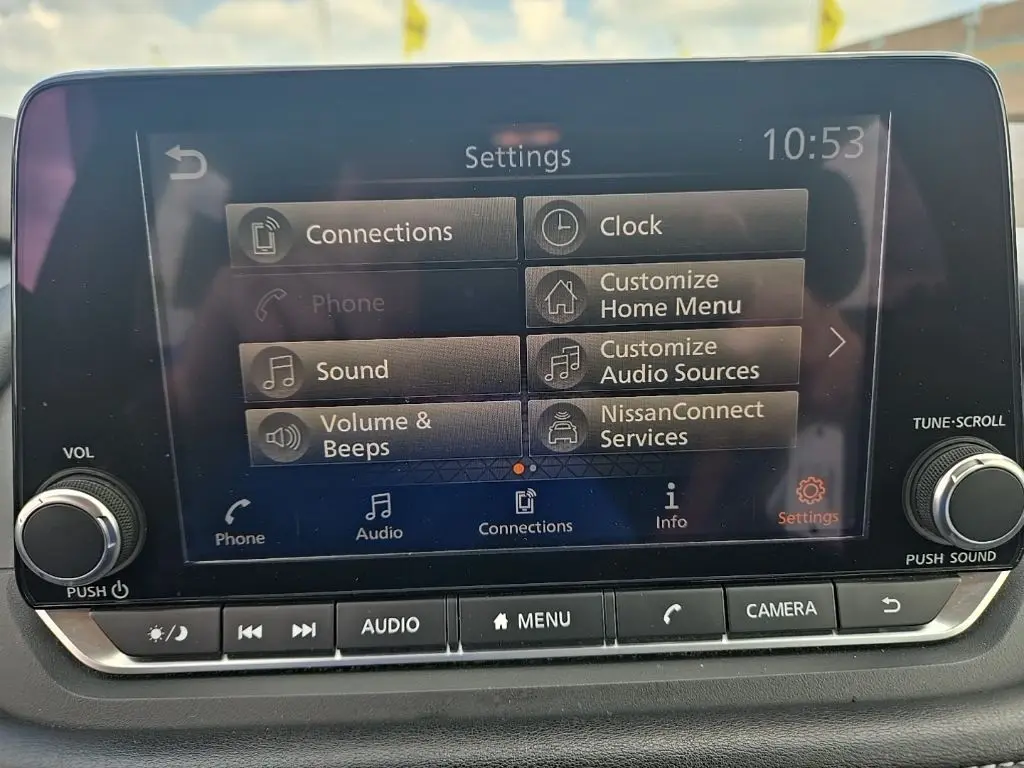 Settings
10:53
Connections
Clock
Phone
Customize
Home Menu
Sound
Customize
Audio Sources
Volume &
Beeps
NissanConnect
Services
Phone
Audio
Connections
Info
Settings
VOL
PUSH
TUNE·SCROLL
PUSH SOUND
AUDIO
MENU
CAMERA